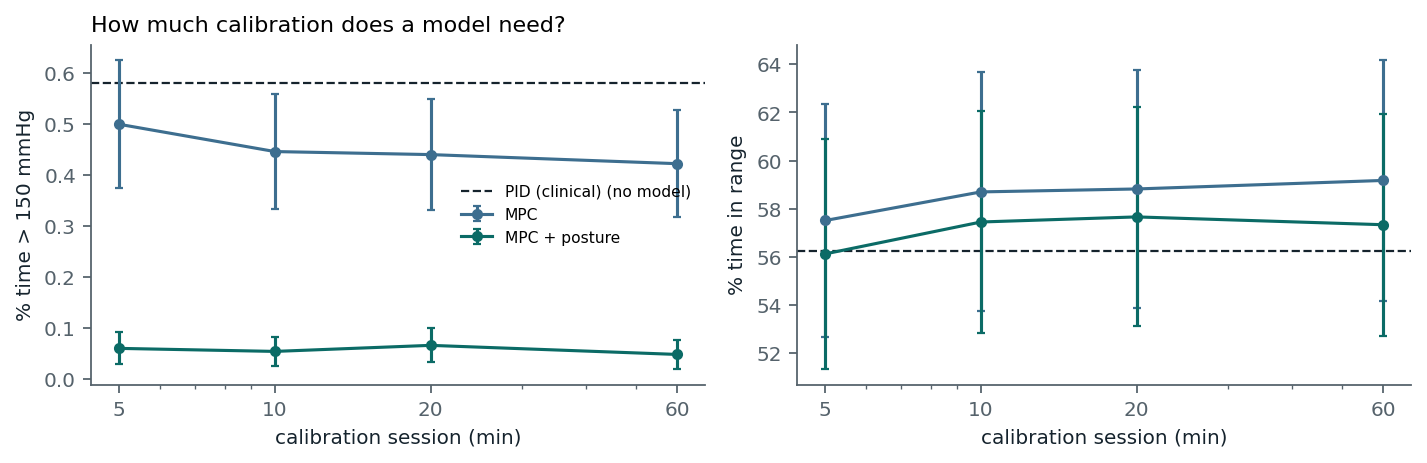 How much calibration does a model need?
% time > 150 mmHg
0.6
0.5
0.4
0.3
0.2
0.1
0.0
PID (clinical) (no model)
MPC
MPC + posture
5
10
20
60
calibration session (min)
% time in range
64
62
60
58
56
54
52
5
10
20
60
calibration session (min)